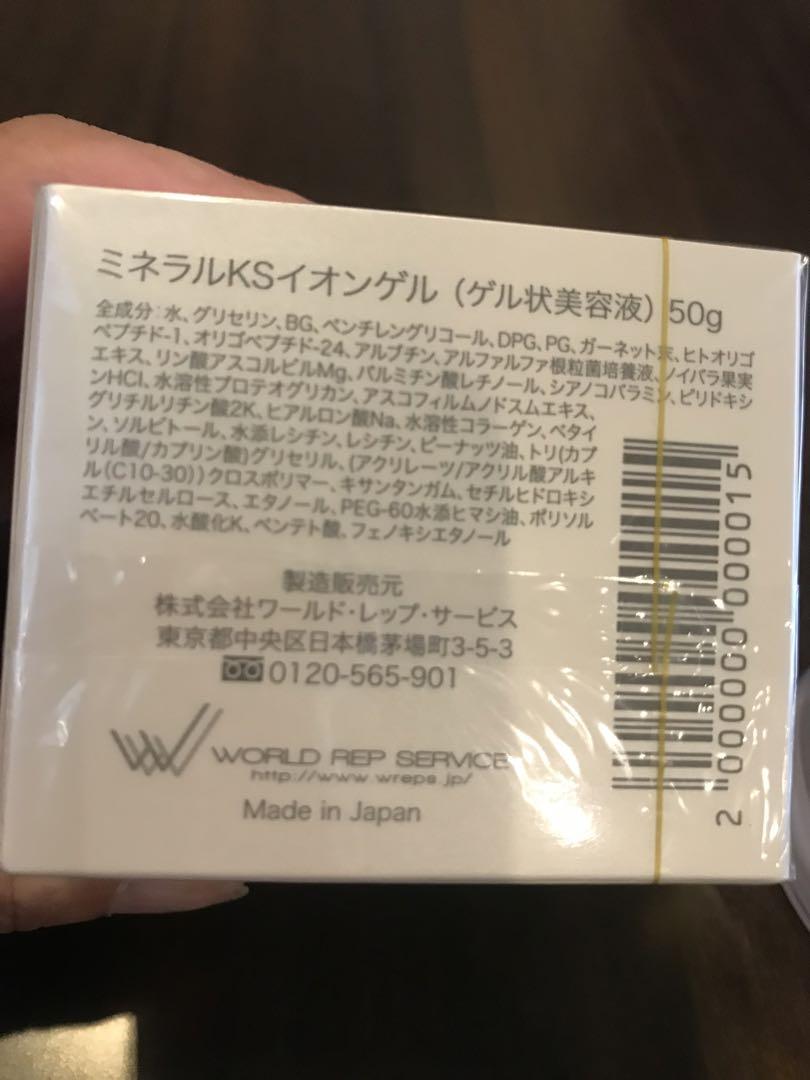 ミネラルKSイオンゲル（ゲル状美容液）50g
全成分：水、グリセリン、BG、ペンチレングリコール、DPG、PG、ガーネット末、ヒトオリゴ
ペプチド-1、オリゴペプチド-24、アルブチン、アルファルファ根粒菌培養液、ノイバラ果実
エキス、リン酸アスコルビルMg、パルミチン酸レチノール、シアノコバラミン、ピリドキシ
ンHCl、水溶性プロテオグリカン、アスコフィルムノドスムエキス、
グリチルリチン酸2K、ヒアルロン酸Na、水溶性コラーゲン、ベタイ
ン、ソルビトール、水添レシチン、レシチン、ピーナッツ油、トリ(カプ
リル酸/カプリン酸)グリセリル、(アクリレーツ/アクリル酸アルキ
ル(C10-30))クロスポリマー、キサンタンガム、セチルヒドロキシ
エチルセルロース、エタノール、PEG-60水添ヒマシ油、ポリソル
ベート20、水酸化K、ペンテト酸、フェノキシエタノール
製造販売元
株式会社ワールド・レップ・サービス
東京都中央区日本橋茅場町3-5-3
0120-565-901
WORLD REP SERVICE
http://www.wreps.jp/
Made in Japan
2 000000 000015